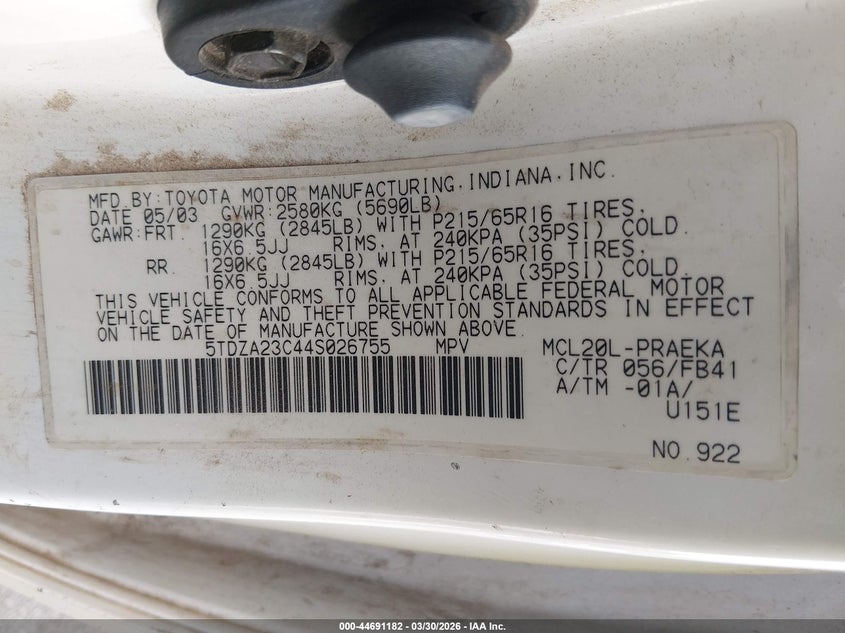 MFD BY:TOYOTA MOTOR MANUFACTURING.INDIANA.INC.
DATE 05/03 GVWR:2580KG (5690LB)
GAWR:FRT. 1290KG (2845LB) WITH P215/65R16 TIRES.
16X6.5JJ RIMS. AT 240KPA (35PSI) COLD.
RR. 1290KG (2845LB) WITH P215/65R16 TIRES.
16X6.5JJ RIMS. AT 240KPA (35PSI) COLD.
THIS VEHICLE CONFORMS TO ALL APPLICABLE FEDERAL MOTOR
VEHICLE SAFETY AND THEFT PREVENTION STANDARDS IN EFFECT
ON THE DATE OF MANUFACTURE SHOWN ABOVE.
5TDZA23C44S026755 MPV MCL20L-PRAEKA
C/TR 056/FB41
A/TM -01A/
U151E
NO.922
000-44691182 - 03/30/2026 - IAA Inc.